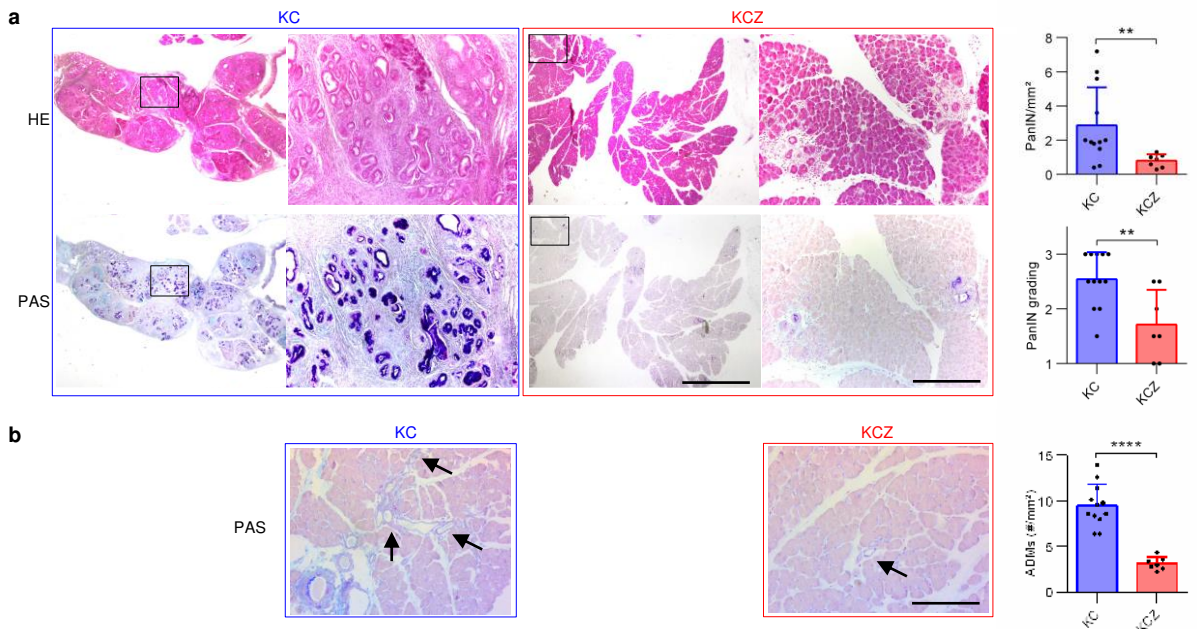 a
KC
KCZ
HE
PAS
PanIN/mm²
8
6
4
2
0
**
KC
KCZ
PanIN grading
3
2
1
**
KC
KCZ
b
KC
KCZ
PAS
ADMs (#/mm²)
15
10
5
0
****
KC
KCZ